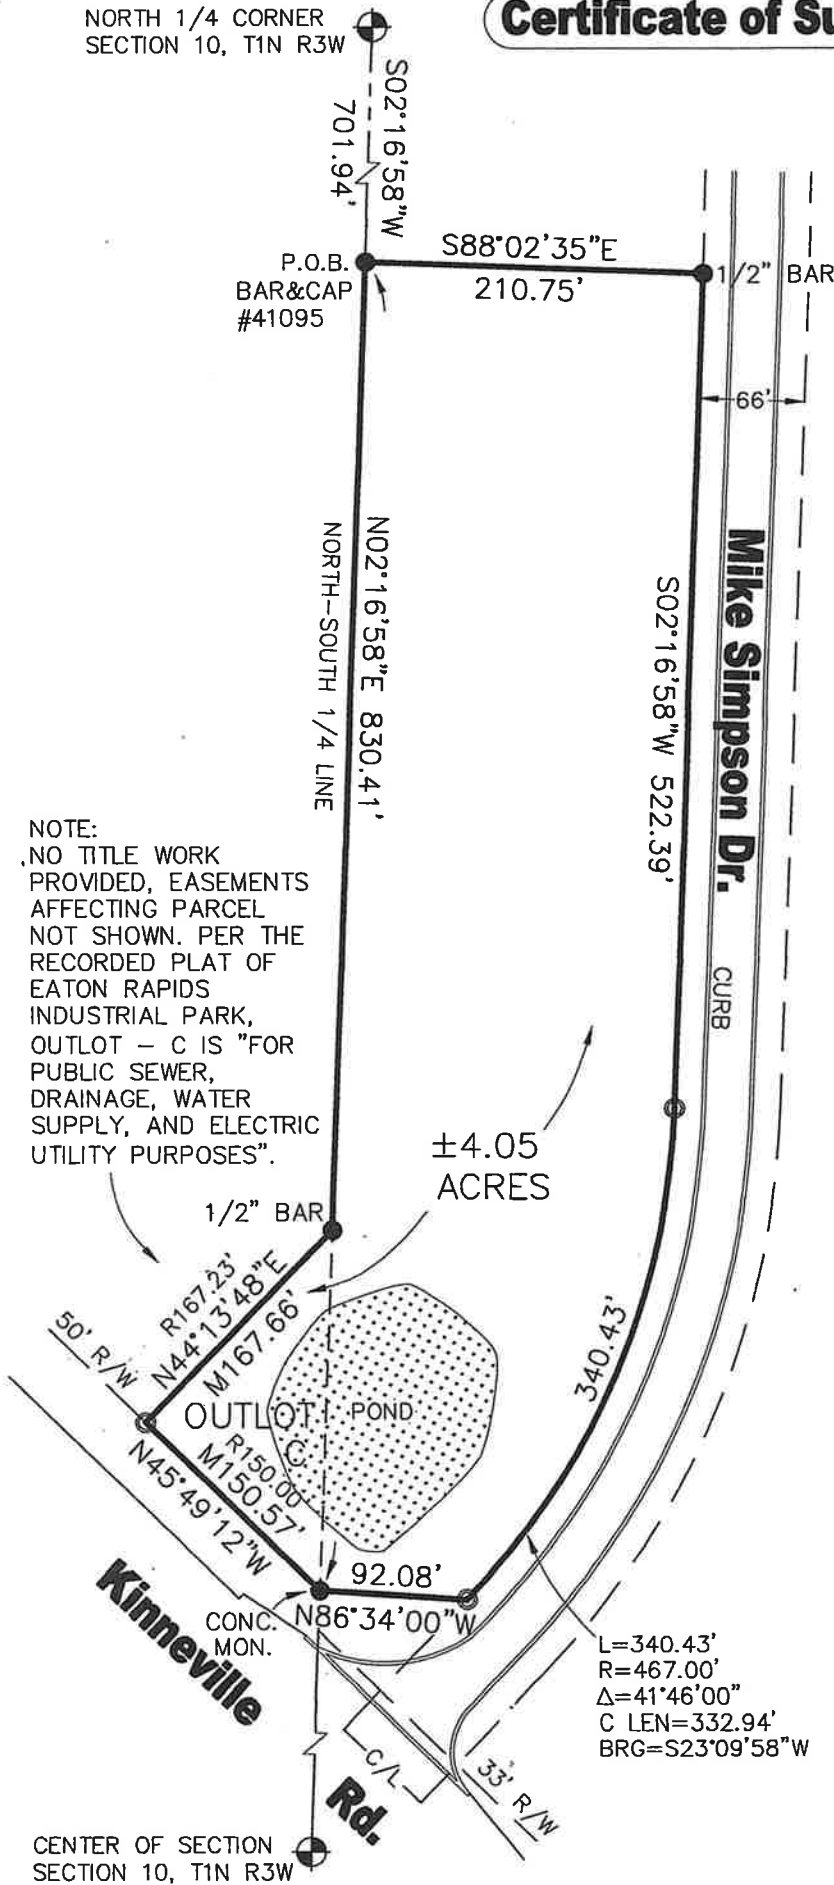 NORTH 1/4 CORNER
SECTION 10, T1N R3W
Certificate of Su
S02°16'58"W
701.94'
P.O.B.
BAR&CAP
#41095
S88°02'35"E
210.75'
1/2" BAR
66'
N02°16'58"E 830.41'
NORTH-SOUTH 1/4 LINE
S02°16'58"W 522.39'
Mike Simpson Dr.
CURB
NOTE:
NO TITLE WORK
PROVIDED, EASEMENTS
AFFECTING PARCEL
NOT SHOWN. PER THE
RECORDED PLAT OF
EATON RAPIDS
INDUSTRIAL PARK,
OUTLOT - C IS "FOR
PUBLIC SEWER,
DRAINAGE, WATER
SUPPLY, AND ELECTRIC
UTILITY PURPOSES".
±4.05
ACRES
1/2" BAR
R167.23'
N44°13'48"E
M167.66'
50' R/W
OUTLOT
C
POND
R150.00
M150.57'
N45°49'12"W
340.43'
92.08'
N86°34'00"W
CONC.
MON.
Kinneville
Rd.
L=340.43'
R=467.00'
Δ=41°46'00"
C LEN=332.94'
BRG=S23°09'58"W
C/L
33' R/W
CENTER OF SECTION
SECTION 10, T1N R3W